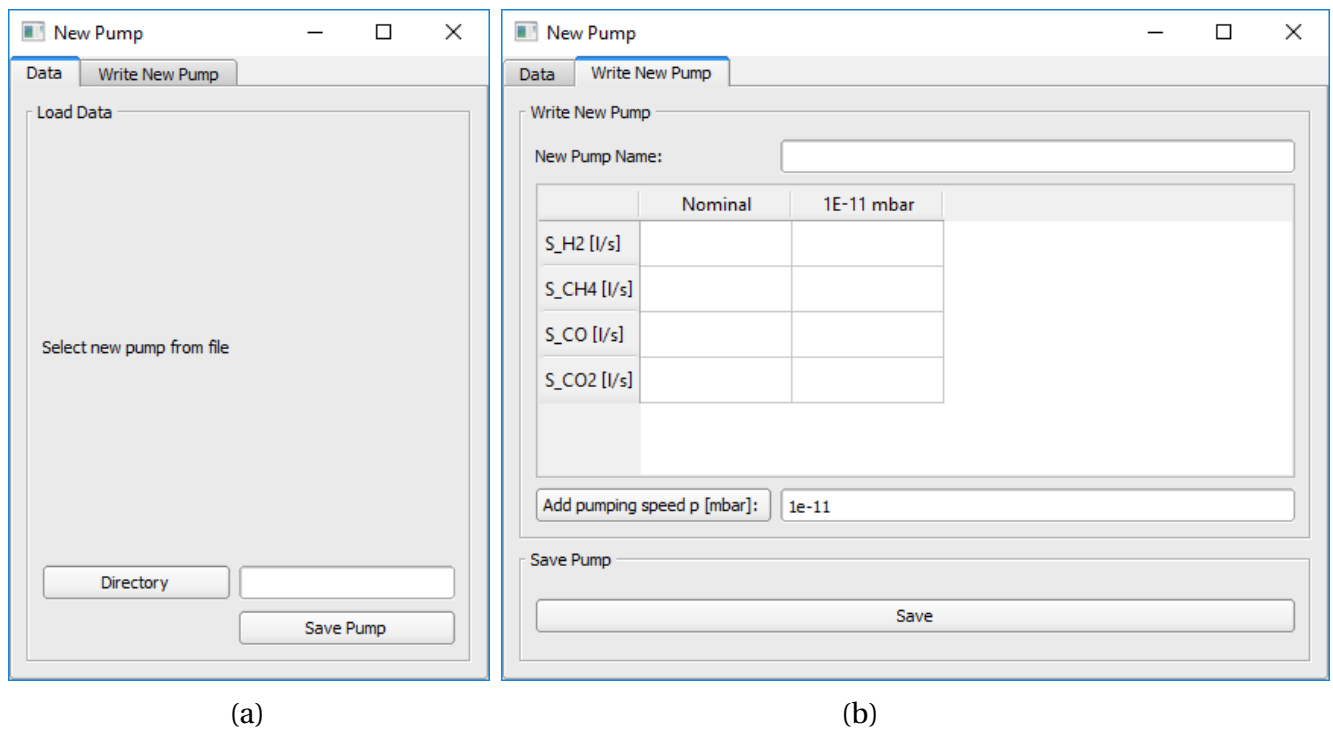 New Pump
Data Write New Pump
Load Data
Select new pump from file
Directory
Save Pump
(a)
New Pump
Data Write New Pump
Write New Pump
New Pump Name:
Nominal 1E-11 mbar
S_H2 [l/s]
S_CH4 [l/s]
S_CO [l/s]
S_CO2 [l/s]
Add pumping speed p [mbar]: 1e-11
Save Pump
Save
(b)